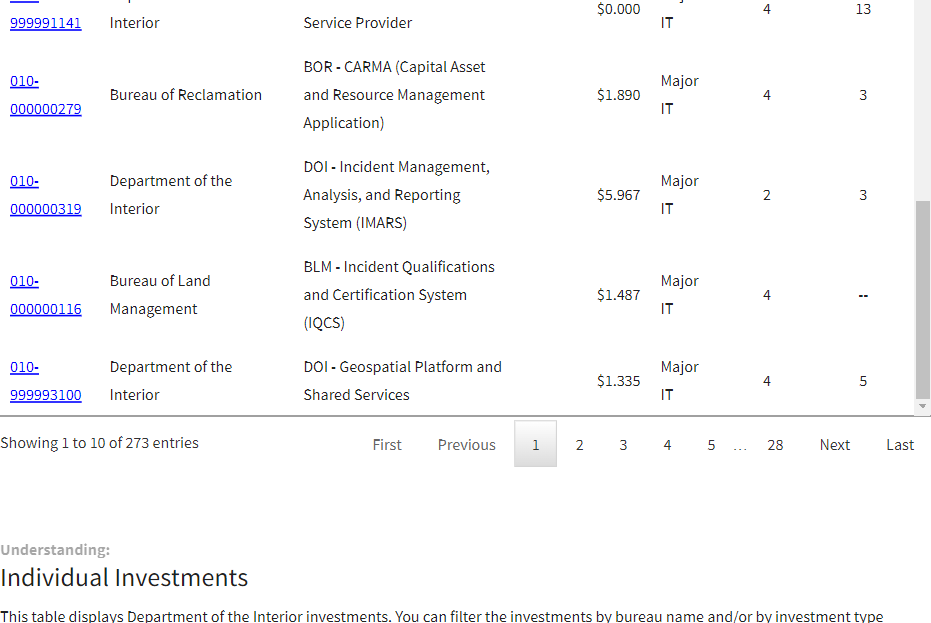 $0.000
4
13
999991141
Interior
Service Provider
IT
010-
000000279
Bureau of Reclamation
BOR - CARMA (Capital Asset
and Resource Management
Application)
$1.890
Major
IT
4
3
010-
000000319
Department of the
Interior
DOI - Incident Management,
Analysis, and Reporting
System (IMARS)
$5.967
Major
IT
2
3
010-
000000116
Bureau of Land
Management
BLM - Incident Qualifications
and Certification System
(IQCS)
$1.487
Major
IT
4
--
010-
999993100
Department of the
Interior
DOI - Geospatial Platform and
Shared Services
$1.335
Major
IT
4
5
Showing 1 to 10 of 273 entries
First Previous 1 2 3 4 5 … 28 Next Last
Understanding:
Individual Investments
This table displays Department of the Interior investments. You can filter the investments by bureau name and/or by investment type